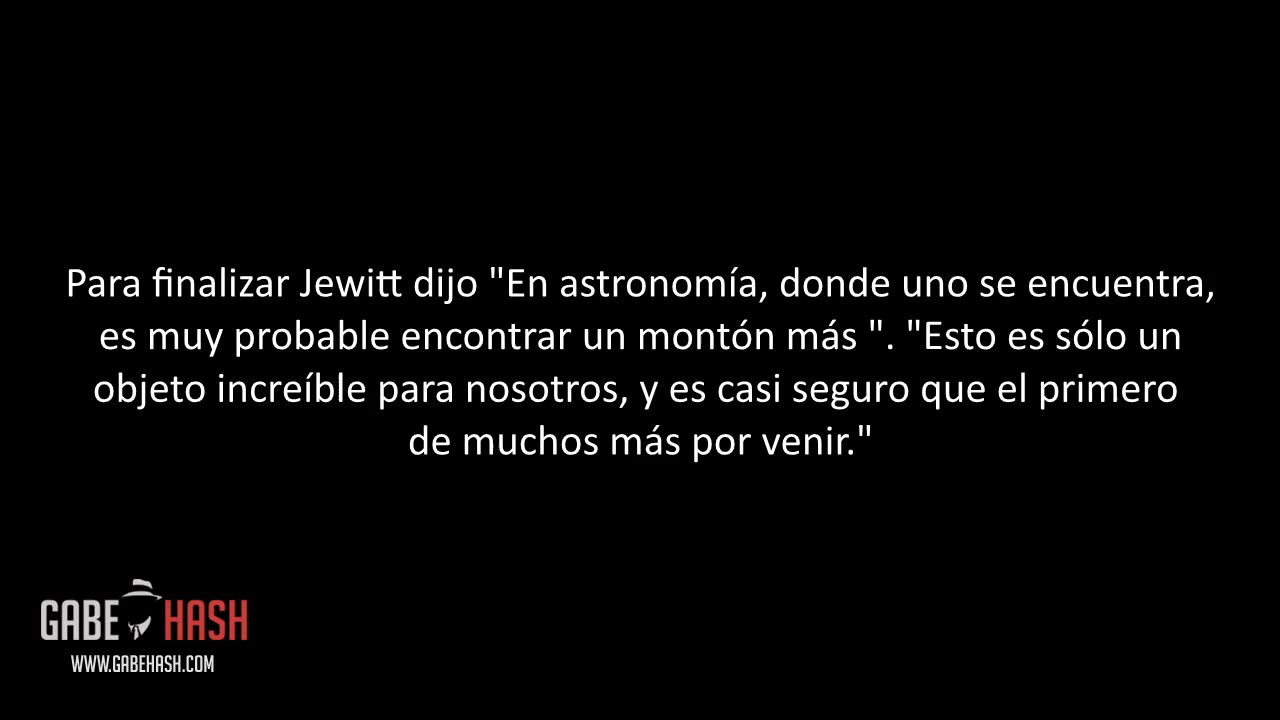 Para finalizar Jewitt dijo "En astronomía, donde uno se encuentra,
es muy probable encontrar un montón más ". "Esto es sólo un
objeto increíble para nosotros, y es casi seguro que el primero
de muchos más por venir."
GABE HASH
WWW.GABEHASH.COM